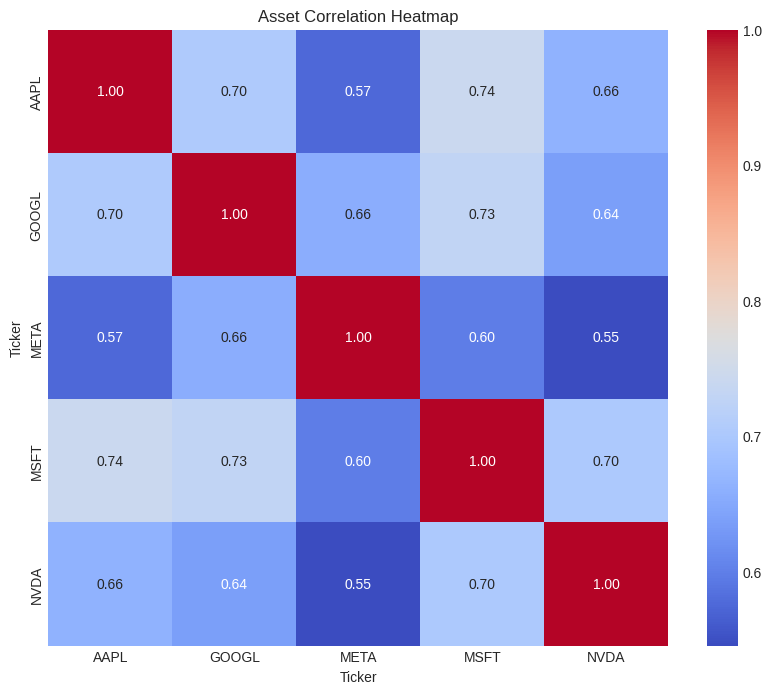 Asset Correlation Heatmap
AAPL 1.00 0.70 0.57 0.74 0.66
GOOGL 0.70 1.00 0.66 0.73 0.64
META 0.57 0.66 1.00 0.60 0.55
MSFT 0.74 0.73 0.60 1.00 0.70
NVDA 0.66 0.64 0.55 0.70 1.00
Ticker
AAPL GOOGL META MSFT NVDA
Ticker
1.0
0.9
0.8
0.7
0.6